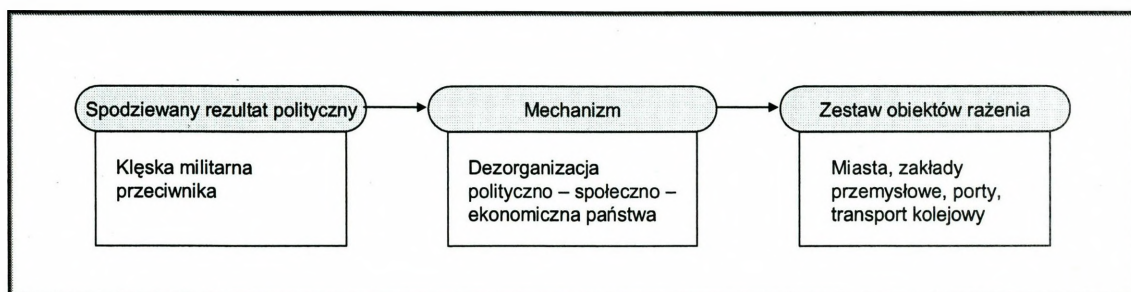 Spodziewany rezultat polityczny
Klęska militarna
przeciwnika
Mechanizm
Dezorganizacja
polityczno – społeczno –
ekonomiczna państwa
Zestaw obiektów rażenia
Miasta, zakłady
przemysłowe, porty,
transport kolejowy